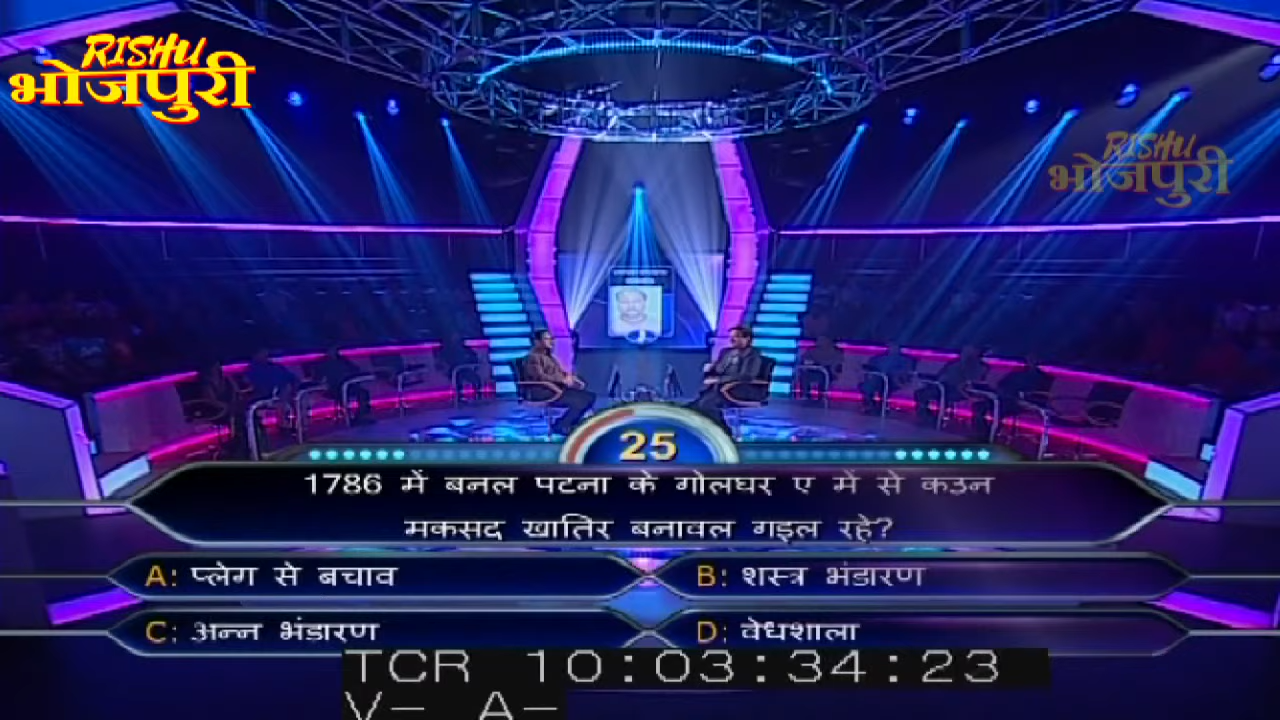 RISHU
भोजपुरी
RISHU
भोजपुरी
25
1786 में बनल पटना के गोलघर ए में से कउन
मकसद खातिर बनावल गइल रहे?
A: प्लेग से बचाव
B: शस्त्र भंडारण
C: अन्न भंडारण
D: वेधशाला
TCR 10:03:34:23
V- A-